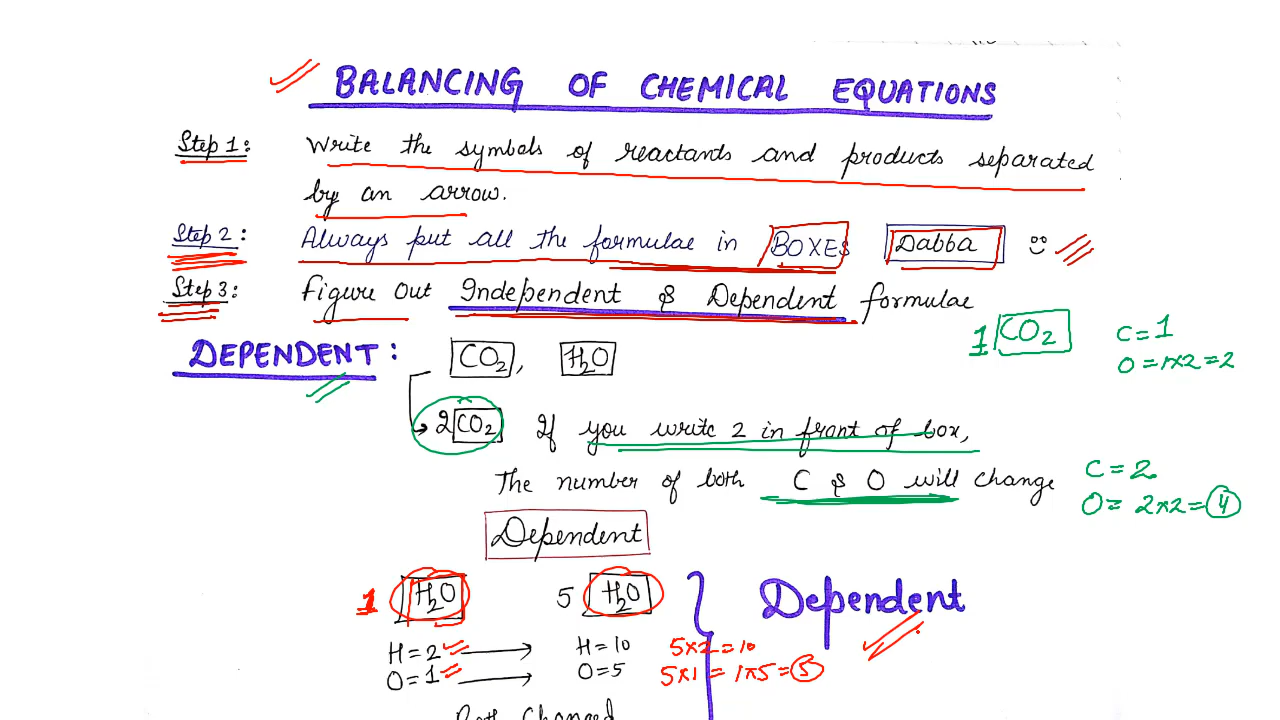 BALANCING OF CHEMICAL EQUATIONS
Step 1: Write the symbols of reactants and products separated
by an arrow.
Step 2: Always put all the formulae in BOXES Dabba
Step 3: Figure out Independent & Dependent formulae
1 CO2 C = 1
O = 1×2 = 2
DEPENDENT: CO2, H2O
2 CO2 If you write 2 in front of box,
The number of both C & O will change
C = 2
O = 2×2 = 4
Dependent
1 H2O 5 H2O Dependent
H = 2 → H = 10 5×2 = 10
O = 1 → O = 5 5×1 = 1×5 = 5
Both Changed